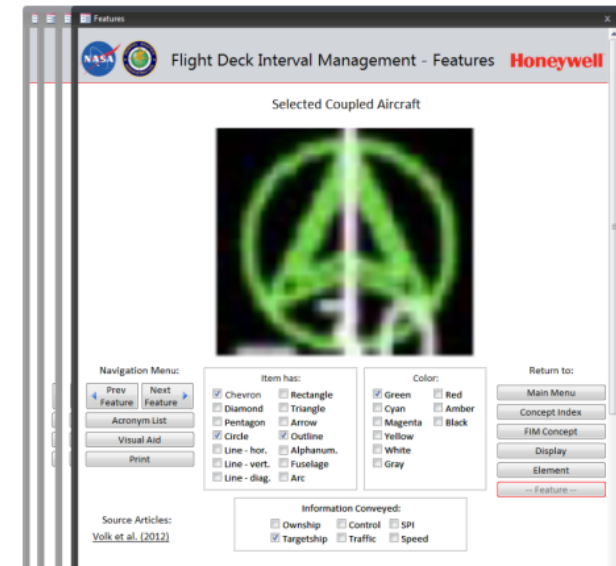 Features
x
NASA
Flight Deck Interval Management - Features
Honeywell
Selected Coupled Aircraft
Navigation Menu:
Prev Feature
Next Feature
Acronym List
Visual Aid
Print
Item has:
Chevron Rectangle
Diamond Triangle
Pentagon Arrow
Circle Outline
Line - hor. Alphanum.
Line - vert. Fuselage
Line - diag. Arc
Color:
Green Red
Cyan Amber
Magenta Black
Yellow
White
Gray
Return to:
Main Menu
Concept Index
FIM Concept
Display
Element
-- Feature --
Source Articles:
Volk et al. (2012)
Information Conveyed:
Ownship Control SPI
Targetship Traffic Speed